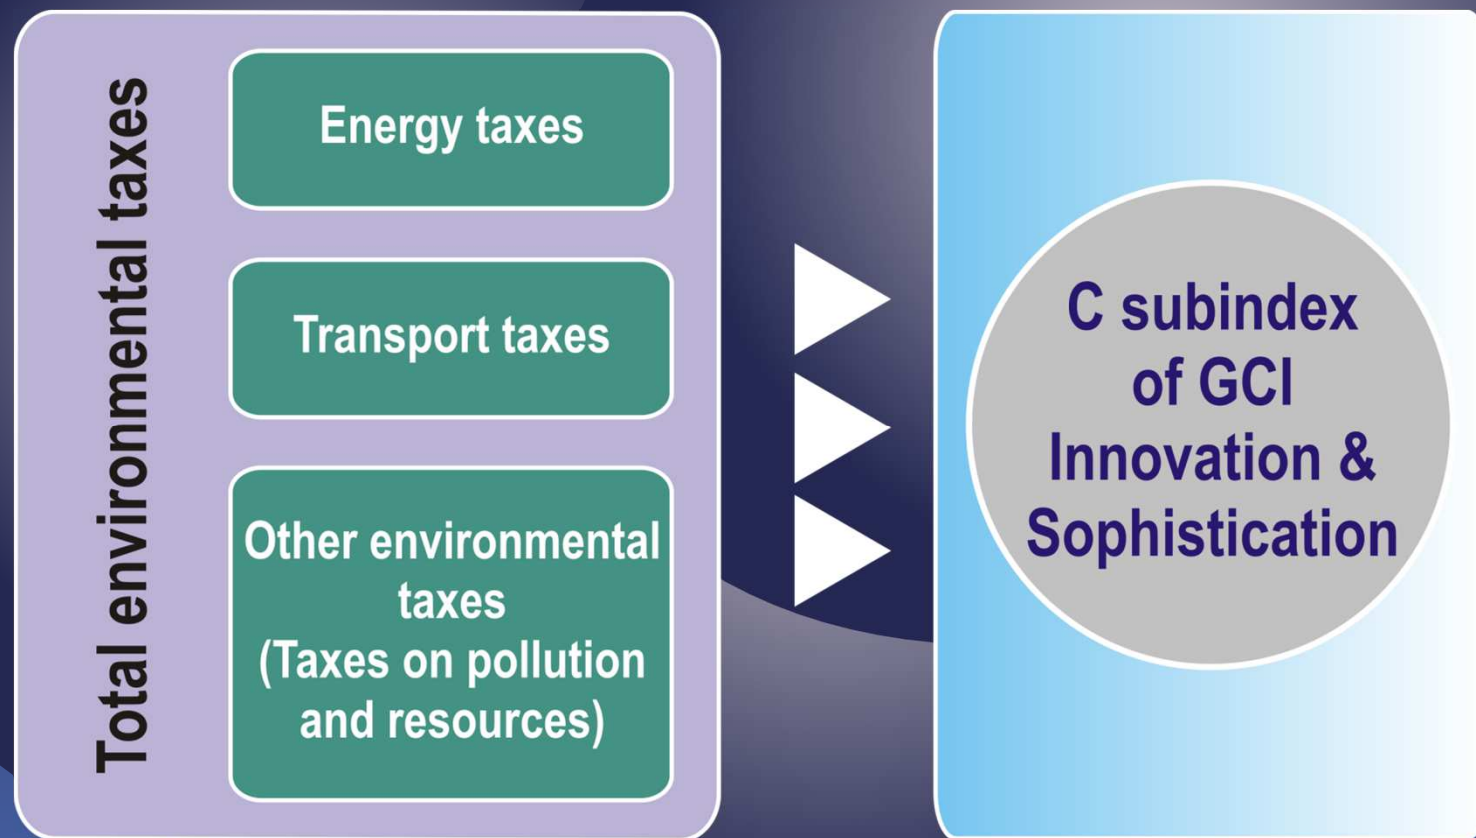 Total environmental taxes
Energy taxes
Transport taxes
Other environmental
taxes
(Taxes on pollution
and resources)
C subindex
of GCI
Innovation &
Sophistication